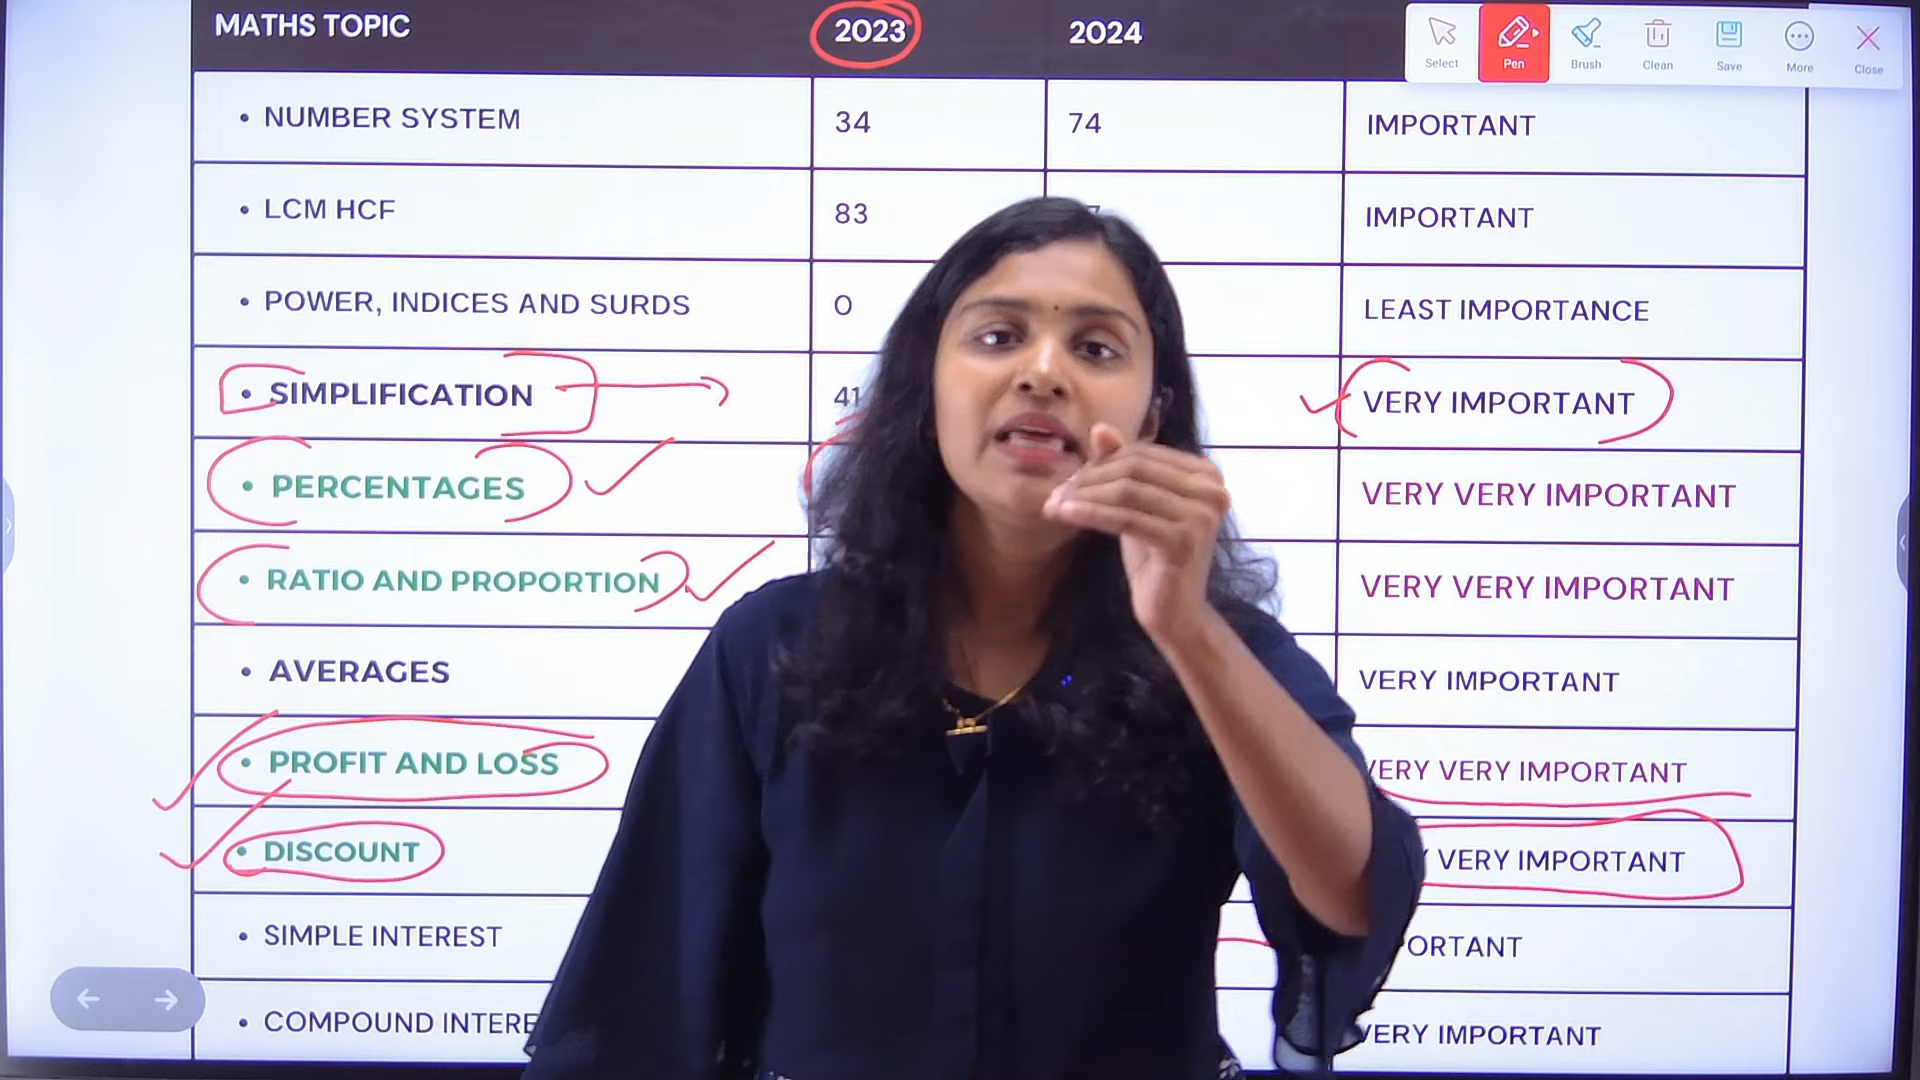 MATHS TOPIC 2023 2024
Select Pen Brush Clean Save More Close
• NUMBER SYSTEM 34 74 IMPORTANT
• LCM HCF 83 IMPORTANT
• POWER, INDICES AND SURDS 0 LEAST IMPORTANCE
• SIMPLIFICATION 41 VERY IMPORTANT
• PERCENTAGES VERY VERY IMPORTANT
• RATIO AND PROPORTION VERY VERY IMPORTANT
• AVERAGES VERY IMPORTANT
• PROFIT AND LOSS VERY VERY IMPORTANT
• DISCOUNT VERY IMPORTANT
• SIMPLE INTEREST
• COMPOUND VERY IMPORTANT